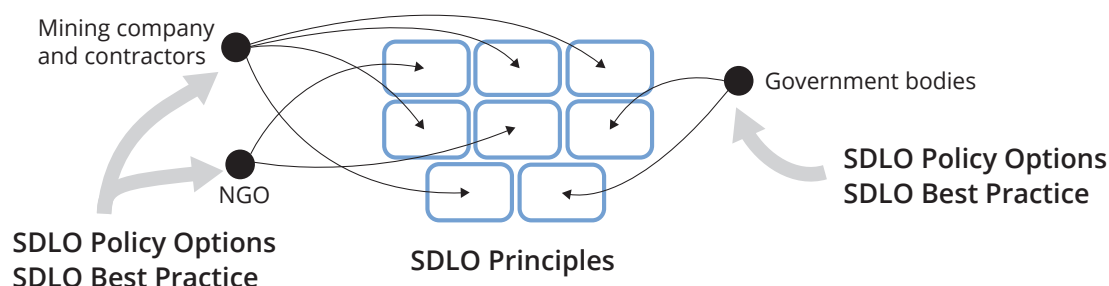 Mining company
and contractors
Government bodies
NGO
SDLO Policy Options
SDLO Best Practice
SDLO Policy Options
SDLO Best Practice
SDLO Principles